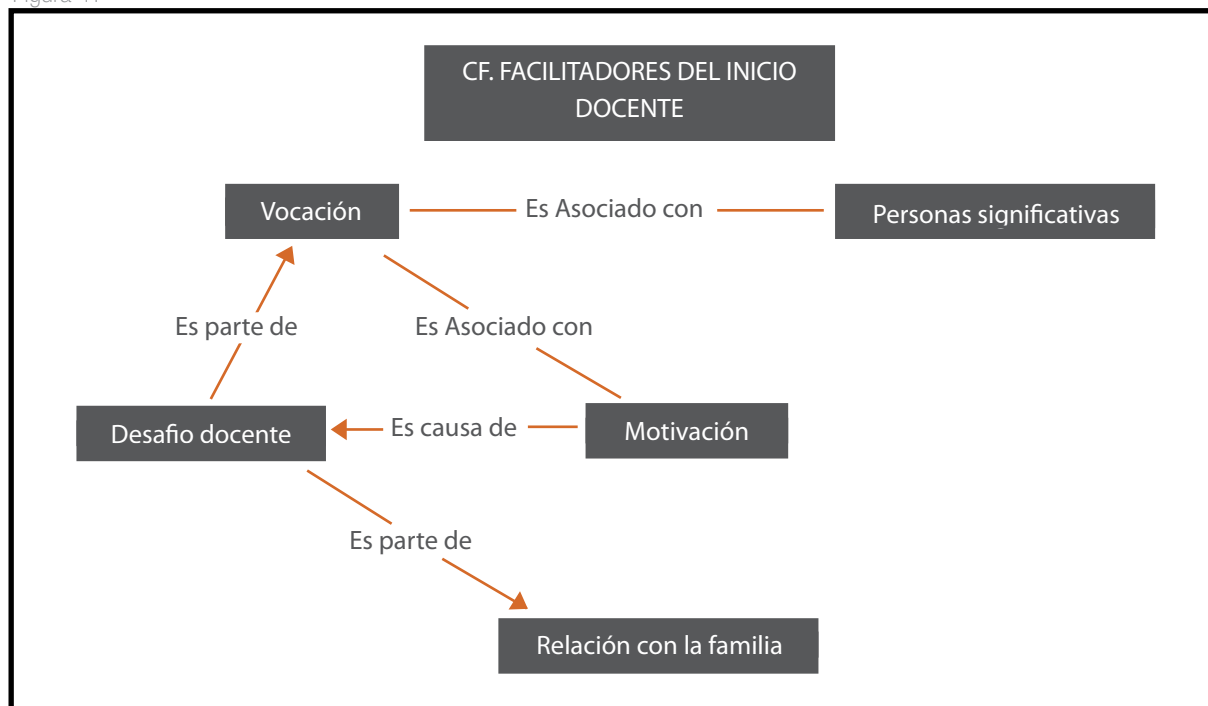 CF. FACILITADORES DEL INICIO
DOCENTE
Vocación
Es Asociado con
Personas significativas
Es parte de
Es Asociado con
Desafio docente
Es causa de
Motivación
Es parte de
Relación con la familia